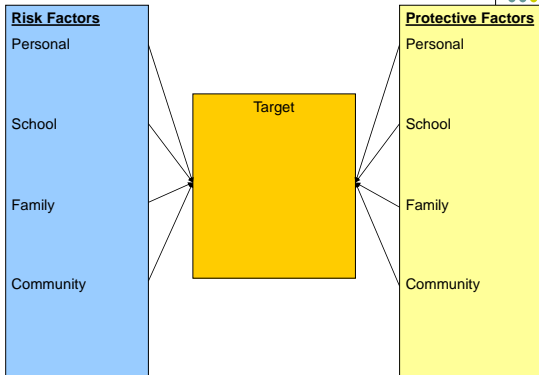 Risk Factors
Personal
School
Family
Community
Target
Protective Factors
Personal
School
Family
Community